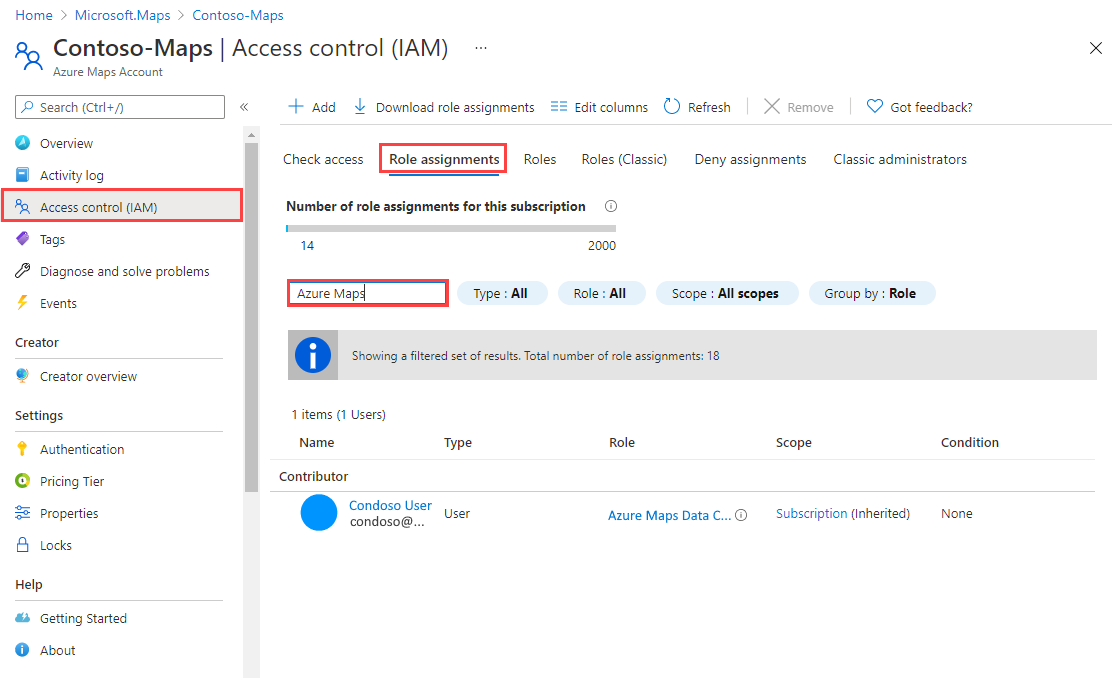 Home > Microsoft.Maps > Contoso-Maps
Contoso-Maps | Access control (IAM) ...
Azure Maps Account
Search (Ctrl+/) «
Overview
Activity log
Access control (IAM)
Tags
Diagnose and solve problems
Events
Creator
Creator overview
Settings
Authentication
Pricing Tier
Properties
Locks
Help
Getting Started
About
Add Download role assignments Edit columns Refresh Remove Got feedback?
Check access Role assignments Roles Roles (Classic) Deny assignments Classic administrators
Number of role assignments for this subscription
14 2000
Azure Maps Type : All Role : All Scope : All scopes Group by : Role
Showing a filtered set of results. Total number of role assignments: 18
1 items (1 Users)
Name Type Role Scope Condition
Contributor
Condoso User User Azure Maps Data C... Subscription (Inherited) None
condoso@...